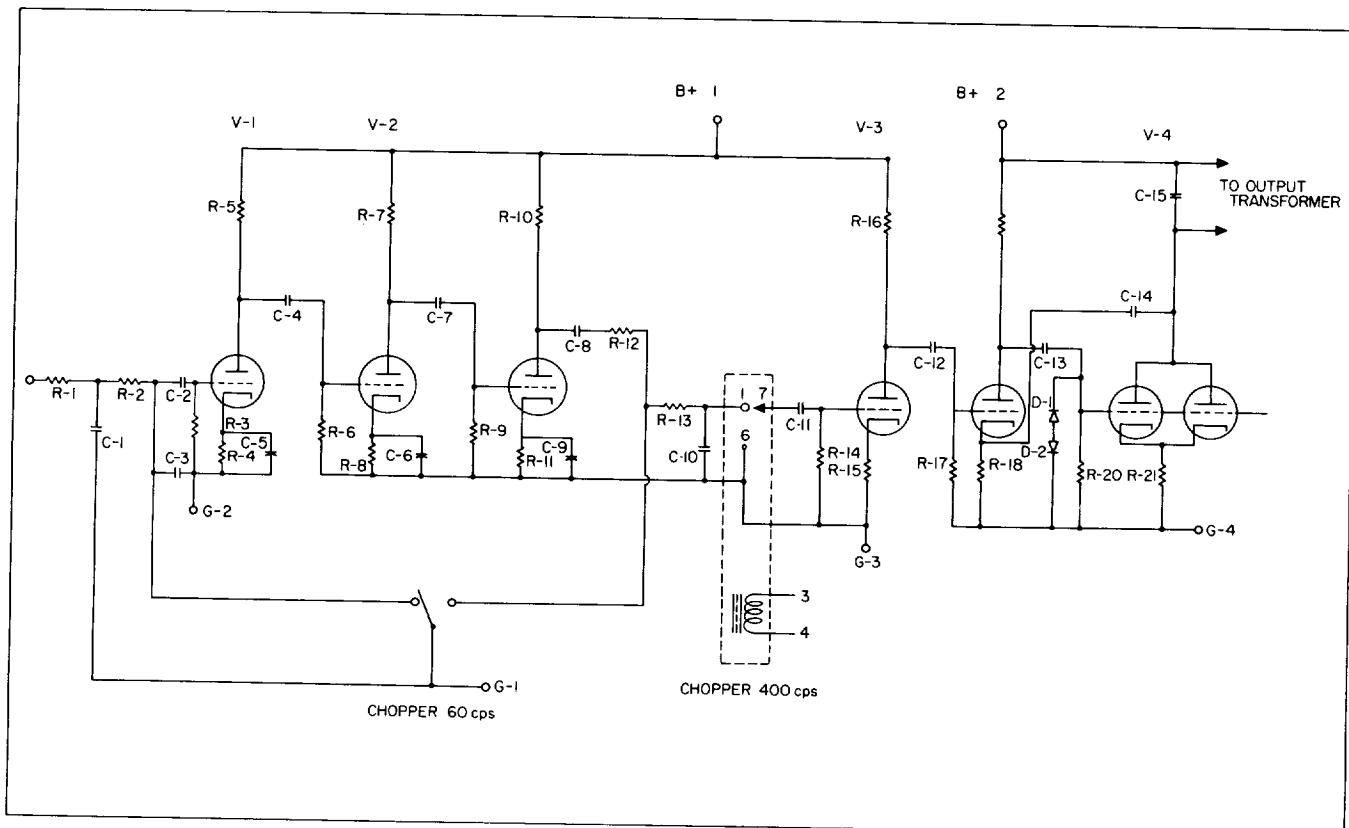 B+ 1
B+ 2
V-1
V-2
V-3
V-4
C-15
TO OUTPUT
TRANSFORMER
R-5
R-7
R-10
R-16
C-14
C-4
C-7
C-8
R-12
C-12
C-13
R-1
R-2
C-2
1
7
C-11
D-1
R-3
C-5
R-13
C-1
R-4
R-6
R-9
6
R-14
C-3
R-8
C-6
R-11
C-9
C-10
R-15
R-17
R-18
D-2
R-20
R-21
G-2
G-3
G-4
3
4
G-1
CHOPPER 60 cps
CHOPPER 400 cps